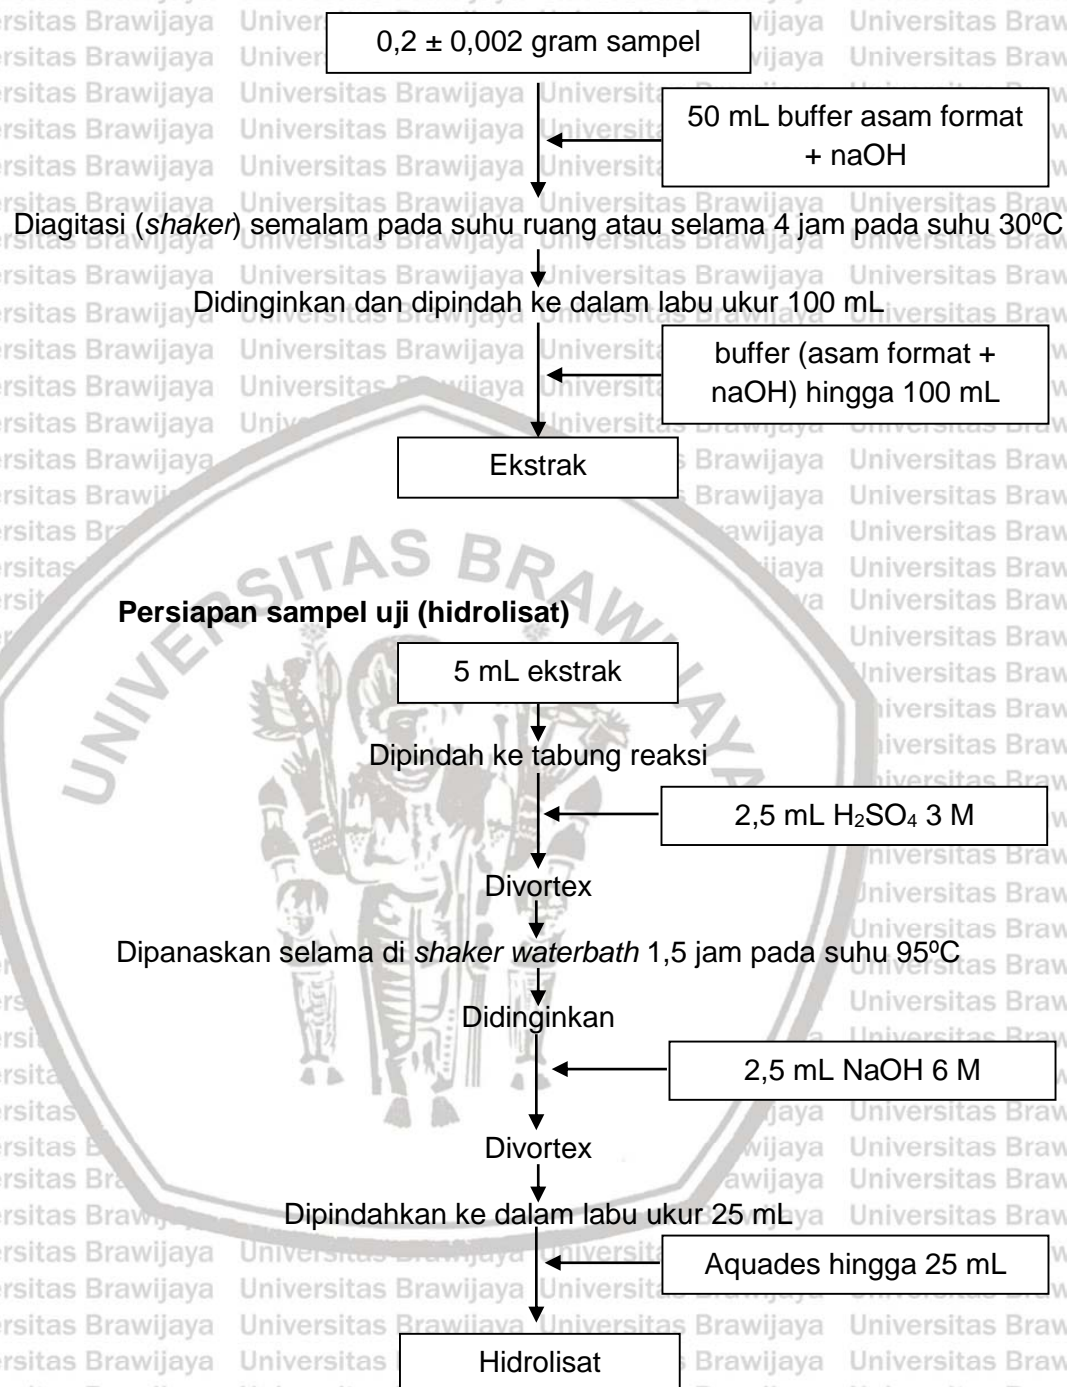 0,2 ± 0,002 gram sampel
50 mL buffer asam format
+ naOH
Diagitasi (shaker) semalam pada suhu ruang atau selama 4 jam pada suhu 30⁰C
Didinginkan dan dipindah ke dalam labu ukur 100 mL
buffer (asam format +
naOH) hingga 100 mL
Ekstrak
UNIVERSITAS BRAWIJAYA
Persiapan sampel uji (hidrolisat)
5 mL ekstrak
Dipindah ke tabung reaksi
2,5 mL H₂SO₄ 3 M
Divortex
Dipanaskan selama di shaker waterbath 1,5 jam pada suhu 95⁰C
Didinginkan
2,5 mL NaOH 6 M
Divortex
Dipindahkan ke dalam labu ukur 25 mL
Aquades hingga 25 mL
Hidrolisat